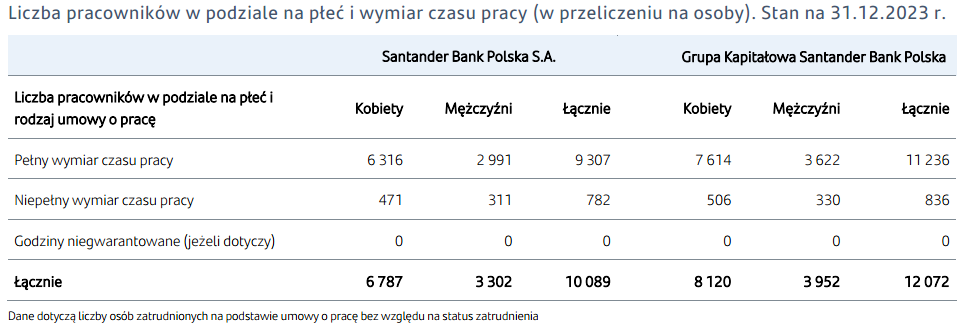 Liczba pracowników w podziale na płeć i wymiar czasu pracy (w przeliczeniu na osoby). Stan na 31.12.2023 r.
Santander Bank Polska S.A. Grupa Kapitałowa Santander Bank Polska
Liczba pracowników w podziale na płeć i
rodzaj umowy o pracę Kobiety Mężczyźni Łącznie Kobiety Mężczyźni Łącznie
Pełny wymiar czasu pracy 6 316 2 991 9 307 7 614 3 622 11 236
Niepełny wymiar czasu pracy 471 311 782 506 330 836
Godziny niegwarantowane (jeżeli dotyczy) 0 0 0 0 0 0
Łącznie 6 787 3 302 10 089 8 120 3 952 12 072
Dane dotyczą liczby osób zatrudnionych na podstawie umowy o pracę bez względu na status zatrudnienia